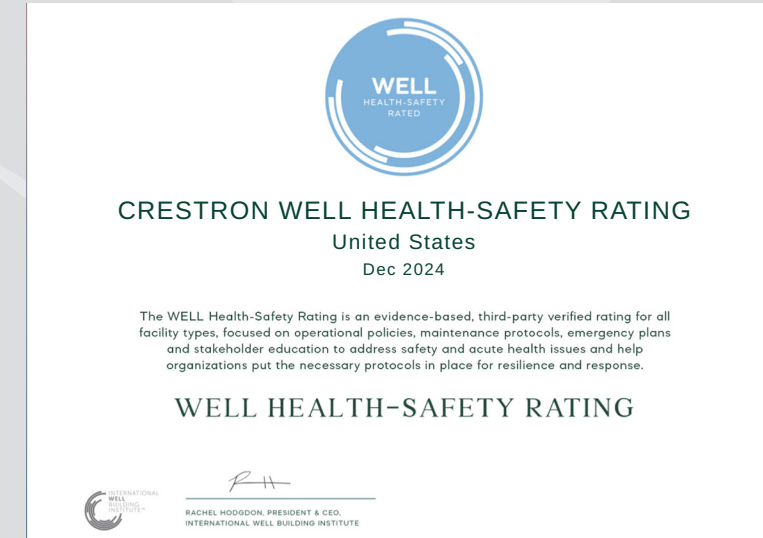 WELL
HEALTH-SAFETY
RATED
CRESTRON WELL HEALTH-SAFETY RATING
United States
Dec 2024
The WELL Health-Safety Rating is an evidence-based, third-party verified rating for all
facility types, focused on operational policies, maintenance protocols, emergency plans
and stakeholder education to address safety and acute health issues and help
organizations put the necessary protocols in place for resilience and response.
WELL HEALTH-SAFETY RATING
INTERNATIONAL
WELL
BUILDING
INSTITUTE™
RACHEL HODGDON, PRESIDENT & CEO,
INTERNATIONAL WELL BUILDING INSTITUTE